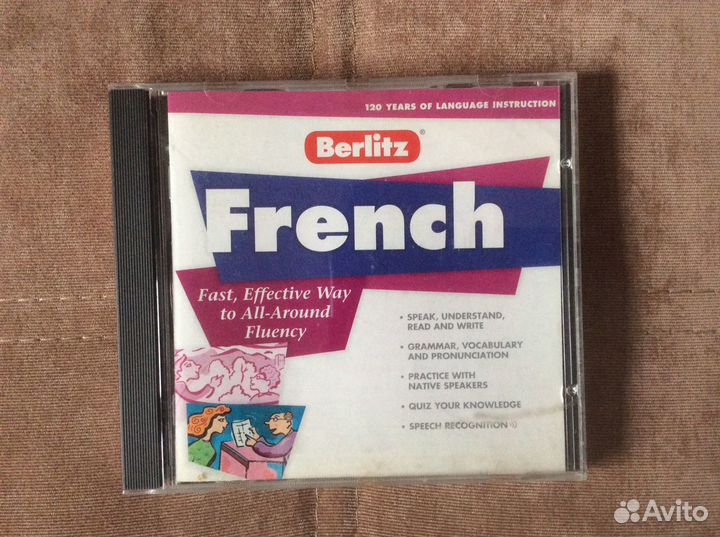 120 YEARS OF LANGUAGE INSTRUCTION
Berlitz®
French
Fast, Effective Way
to All-Around
Fluency
• SPEAK, UNDERSTAND,
READ AND WRITE
• GRAMMAR, VOCABULARY
AND PRONUNCIATION
• PRACTICE WITH
NATIVE SPEAKERS
• QUIZ YOUR KNOWLEDGE
• SPEECH RECOGNITION
Avito